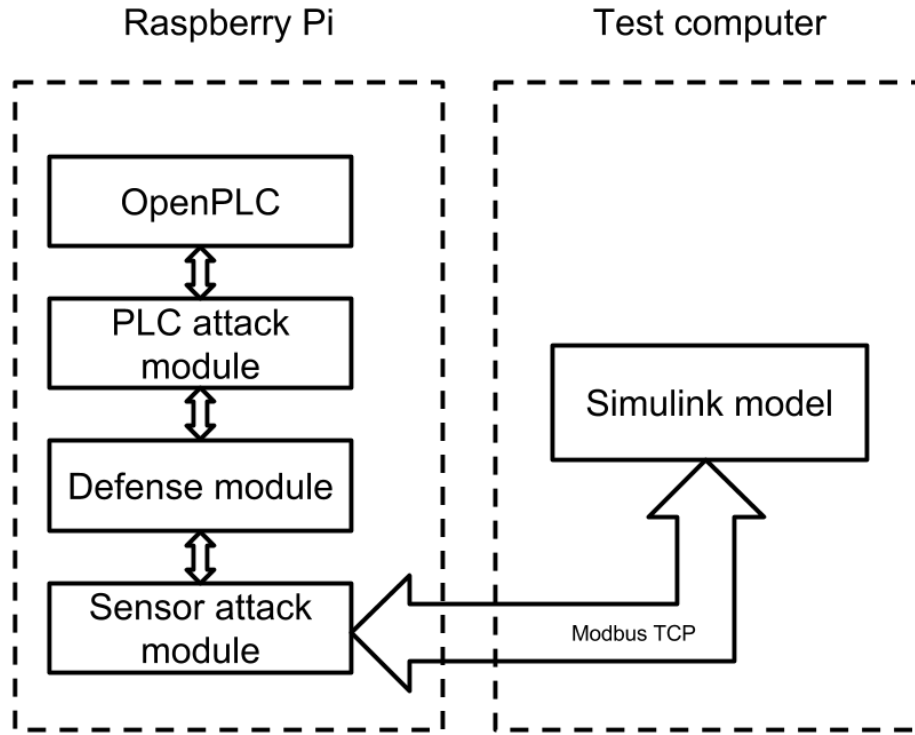 Raspberry Pi
Test computer
OpenPLC
PLC attack
module
Defense module
Sensor attack
module
Simulink model
Modbus TCP